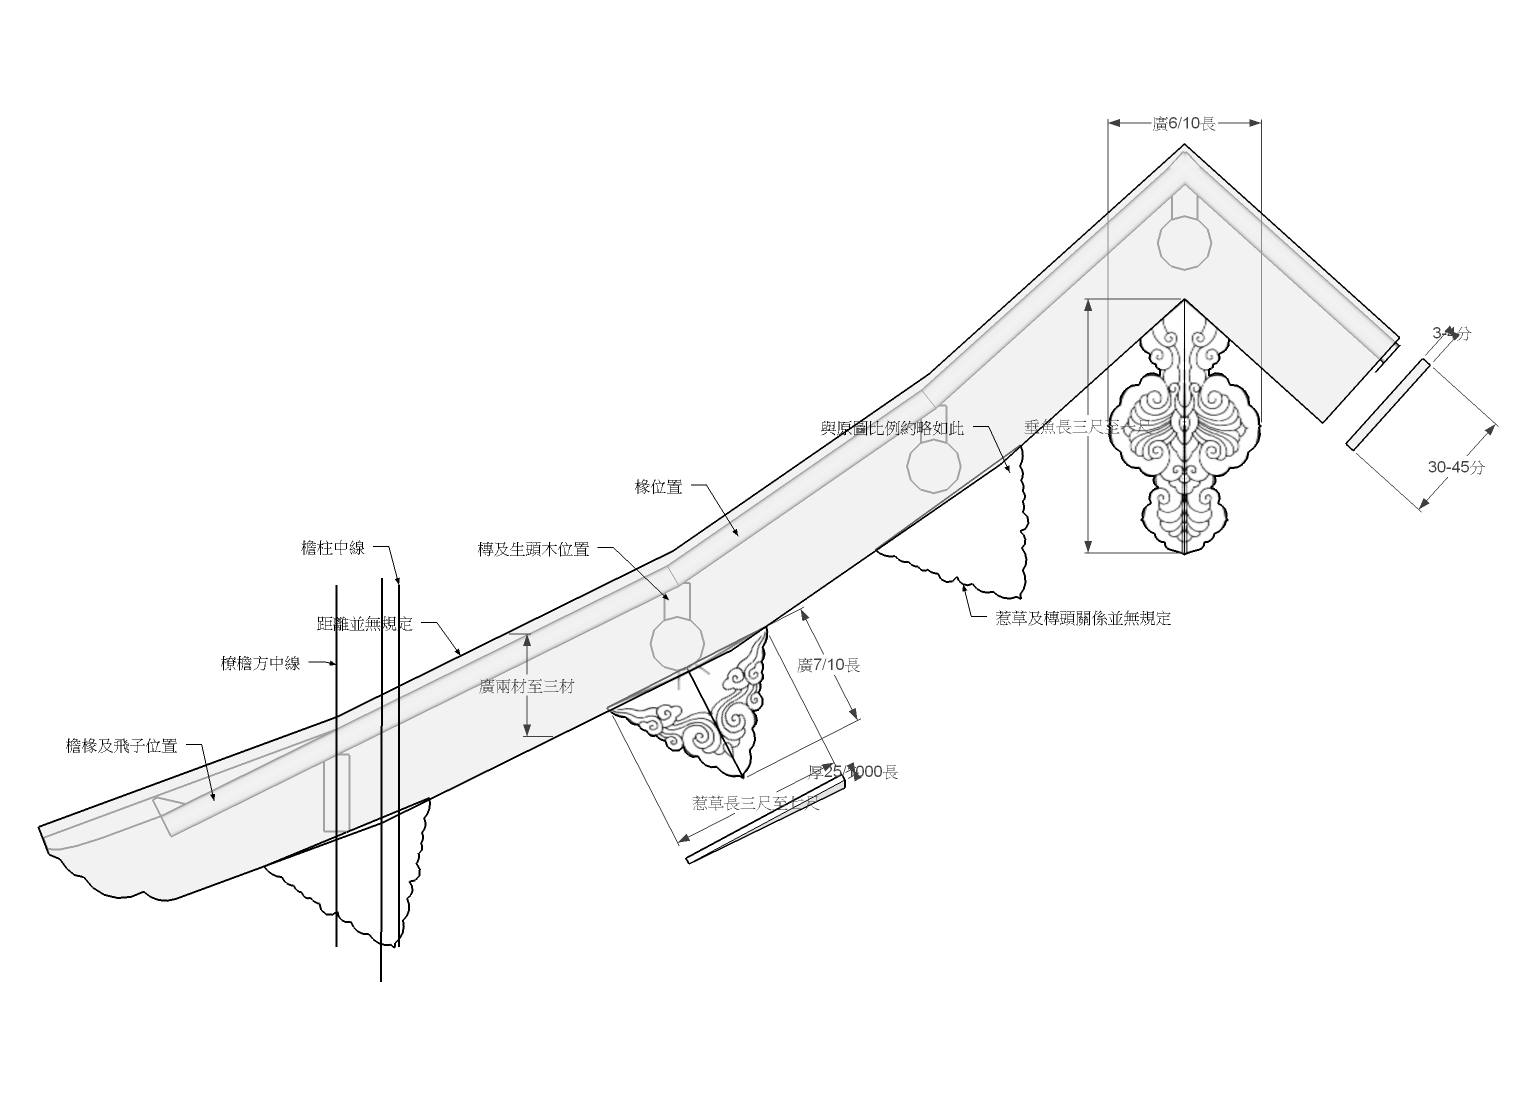 廣6/10長
3-4分
與原圖比例約略如此
垂魚長三尺至
30-45分
椽位置
檐柱中線
槫及生頭木位置
惹草及槫頭關係並無規定
距離並無規定
橑檐方中線
廣7/10長
廣兩材至三材
檐椽及飛子位置
厚25/1000長
惹草長三尺至七尺